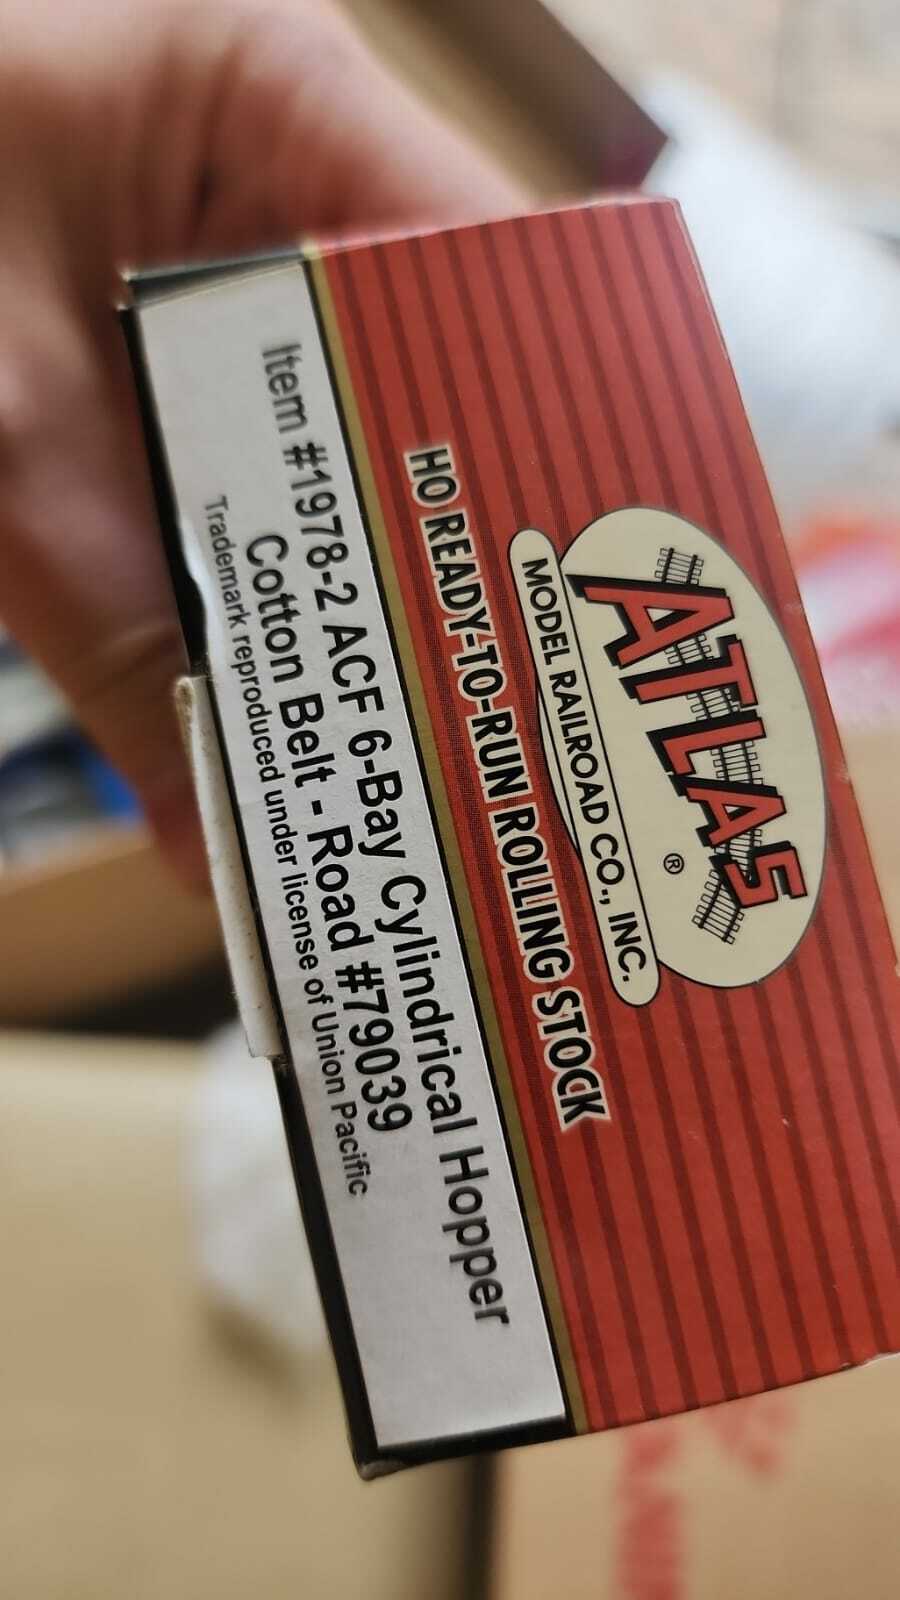 ATLAS®
MODEL RAILROAD CO., INC.
HO READY-TO-RUN ROLLING STOCK
Item #1978-2 ACF 6-Bay Cylindrical Hopper
Cotton Belt - Road #79039
Trademark reproduced under license of Union Pacific